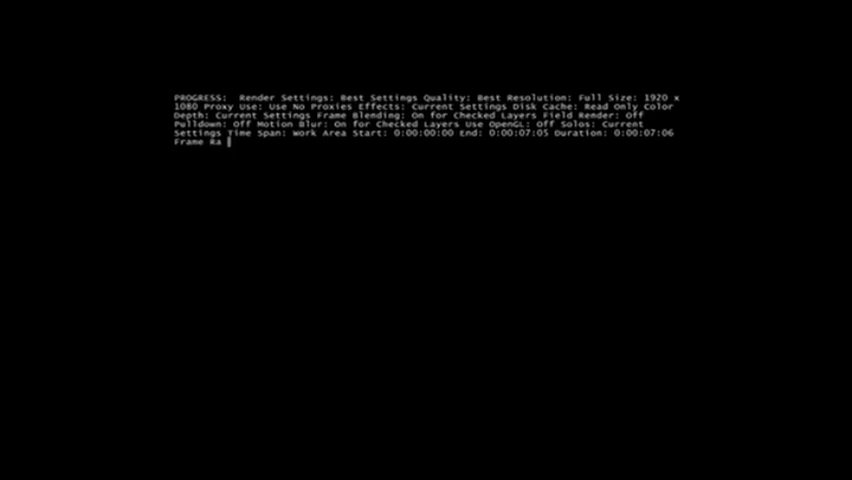 PROGRESS:  Render Settings: Best Settings Quality: Best Resolution: Full Size: 1920 x
1080 Proxy Use: Use No Proxies Effects: Current Settings Disk Cache: Read Only Color
Depth: Current Settings Frame Blending: On for Checked Layers Field Render: Off
Pulldown: Off Motion Blur: On for Checked Layers Use OpenGL: Off Solos: Current
Settings Time Span: Work Area Start: 0:00:00:00 End: 0:00:07:05 Duration: 0:00:07:06
Frame Ra